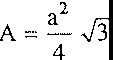 A = a²/4 √3